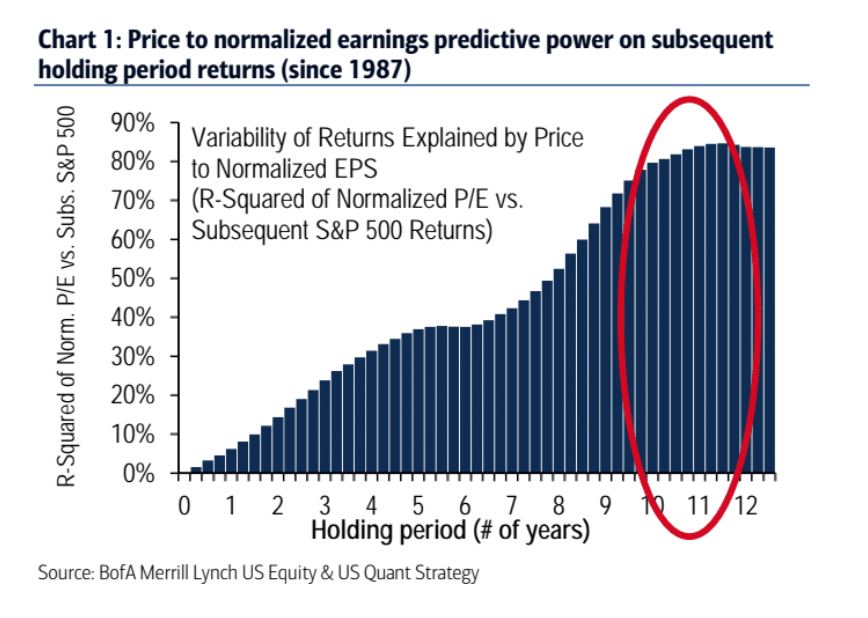 Chart 1: Price to normalized earnings predictive power on subsequent
holding period returns (since 1987)
R-Squared of Norm. P/E vs. Subs. S&P 500
90%
80%
70%
60%
50%
40%
30%
20%
10%
0%
Variability of Returns Explained by Price
to Normalized EPS
(R-Squared of Normalized P/E vs.
Subsequent S&P 500 Returns)
0 1 2 3 4 5 6 7 8 9 10 11 12
Holding period (# of years)
Source: BofA Merrill Lynch US Equity & US Quant Strategy